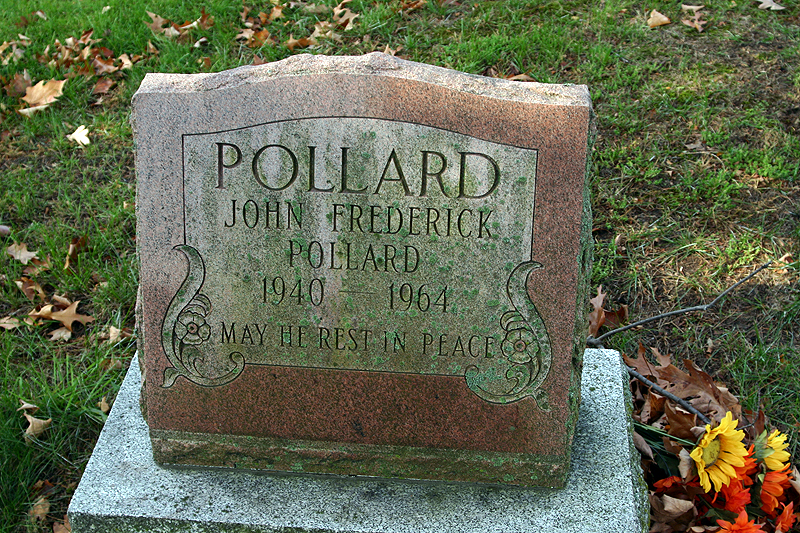 POLLARD
JOHN FREDERICK
POLLARD
1940 — 1964
MAY HE REST IN PEACE